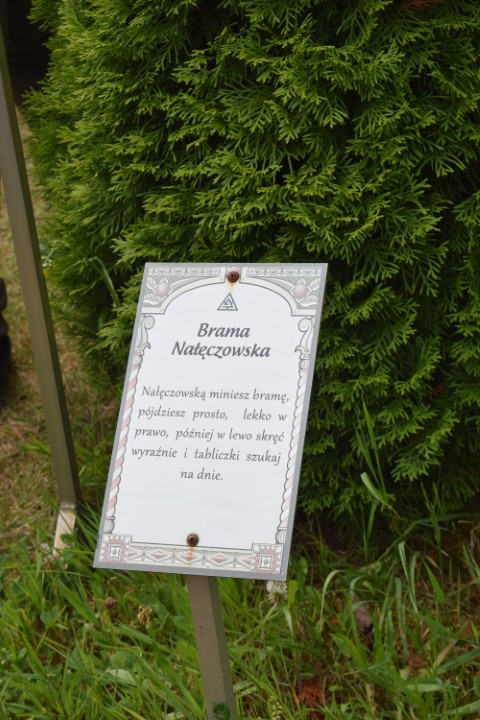 Brama
Nałęczowska
Nałęczowską miniesz bramę,
pójdziesz prosto, lekko w
prawo, później w lewo skręć
wyraźnie i tabliczki szukaj
na dnie.